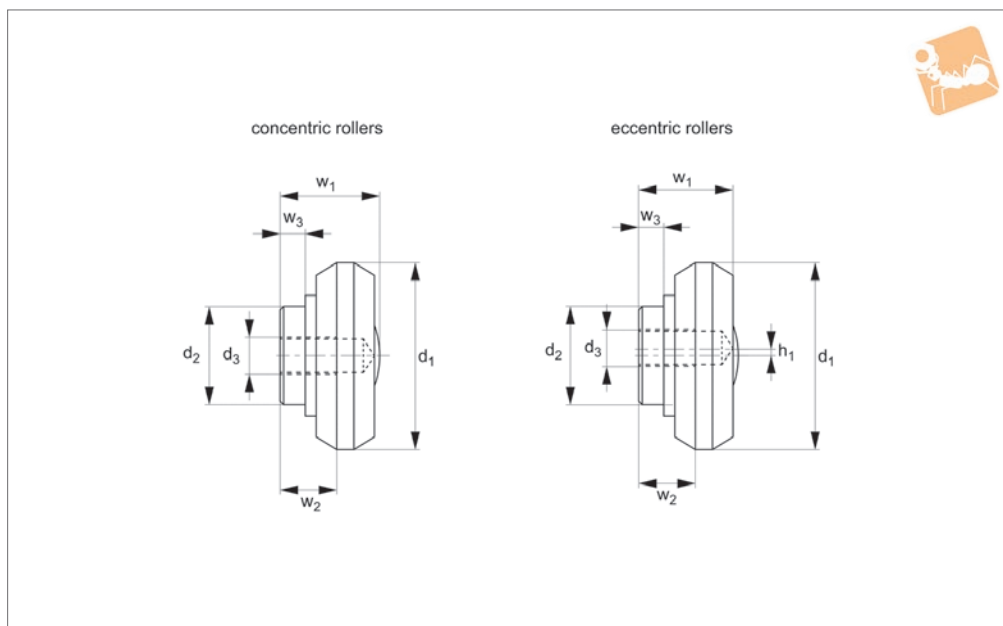 concentric rollers
w₁
w₃
d₂
d₃
d₁
w₂
eccentric rollers
w₁
w₃
d₂
d₃
h₁
d₁
w₂